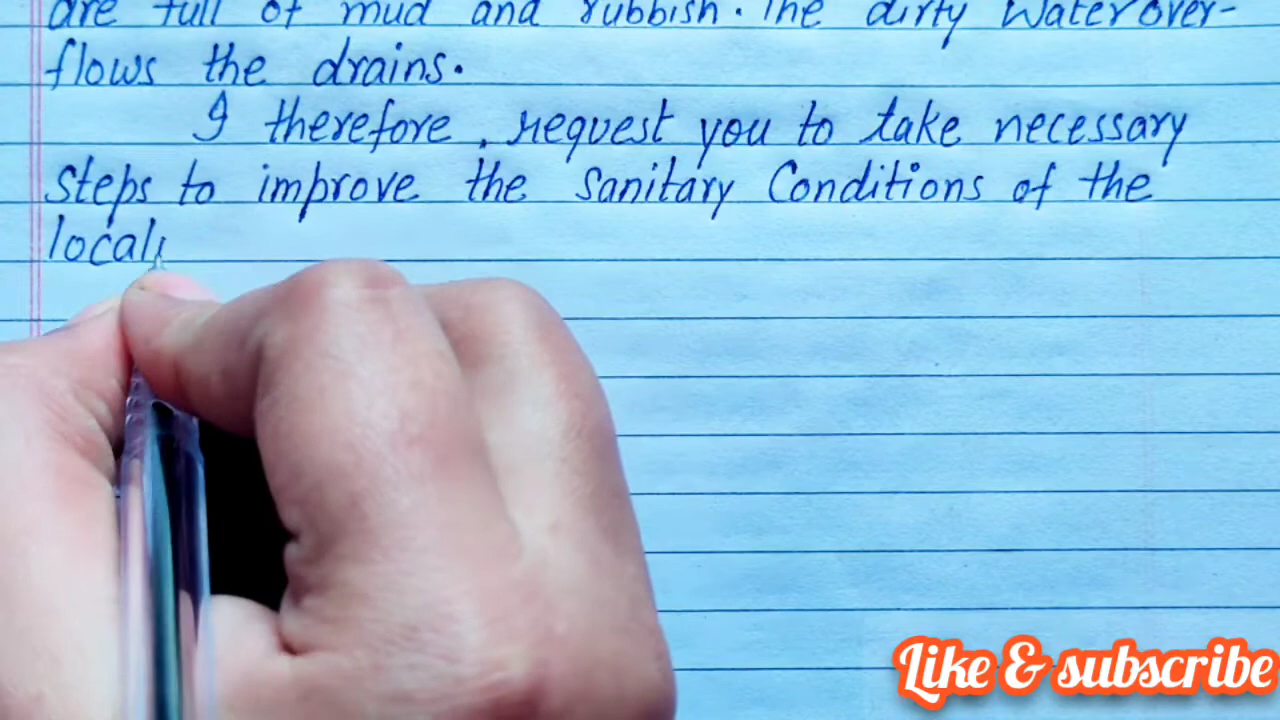 are full of mud and rubbish. The dirty water over-
flows the drains.
I therefore, request you to take necessary
steps to improve the sanitary Conditions of the
locali
Like & subscribe